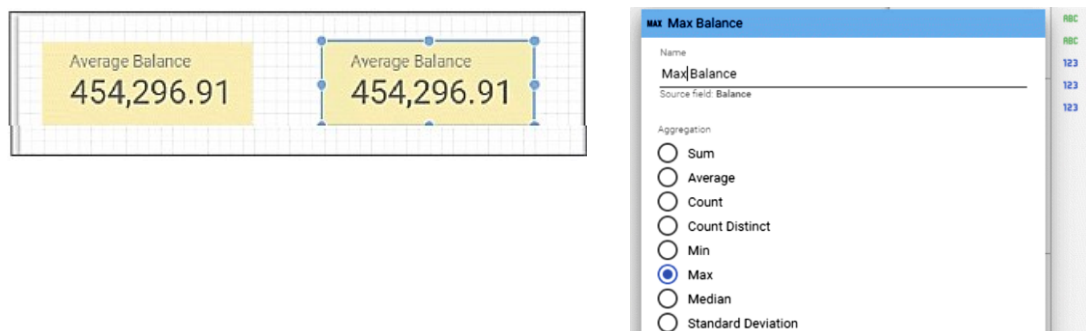 Average Balance
454,296.91
Average Balance
454,296.91
MAX Max Balance
Name
Max Balance
Source field: Balance
Aggregation
Sum
Average
Count
Count Distinct
Min
Max
Median
Standard Deviation
ABC
ABC
123
123
123